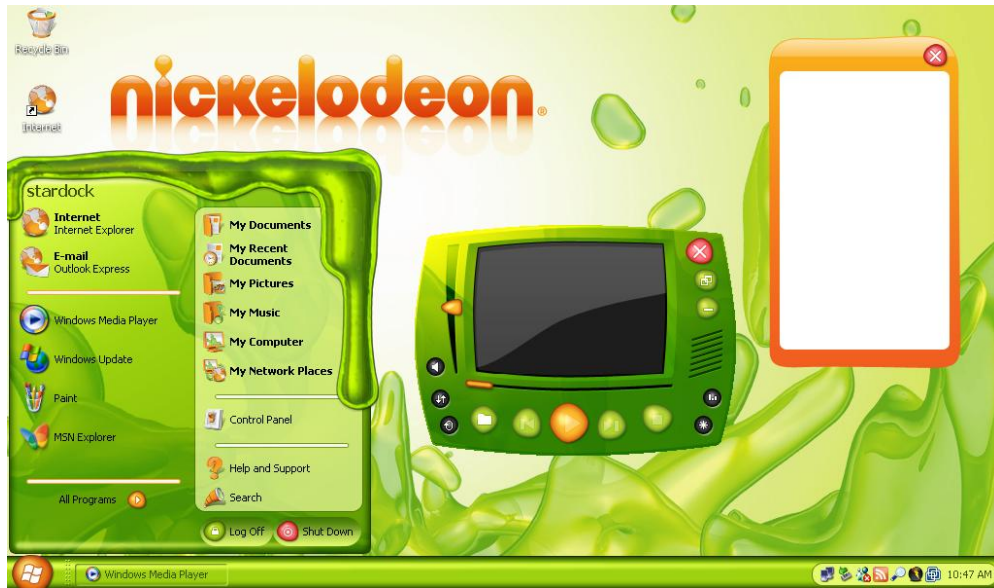 Recycle Bin
nickelodeon®
Internet
stardock
Internet
Internet Explorer
E-mail
Outlook Express
Windows Media Player
Windows Update
Paint
MSN Explorer
All Programs
My Documents
My Recent
Documents
My Pictures
My Music
My Computer
My Network Places
Control Panel
Help and Support
Search
Log Off
Shut Down
Windows Media Player
10:47 AM